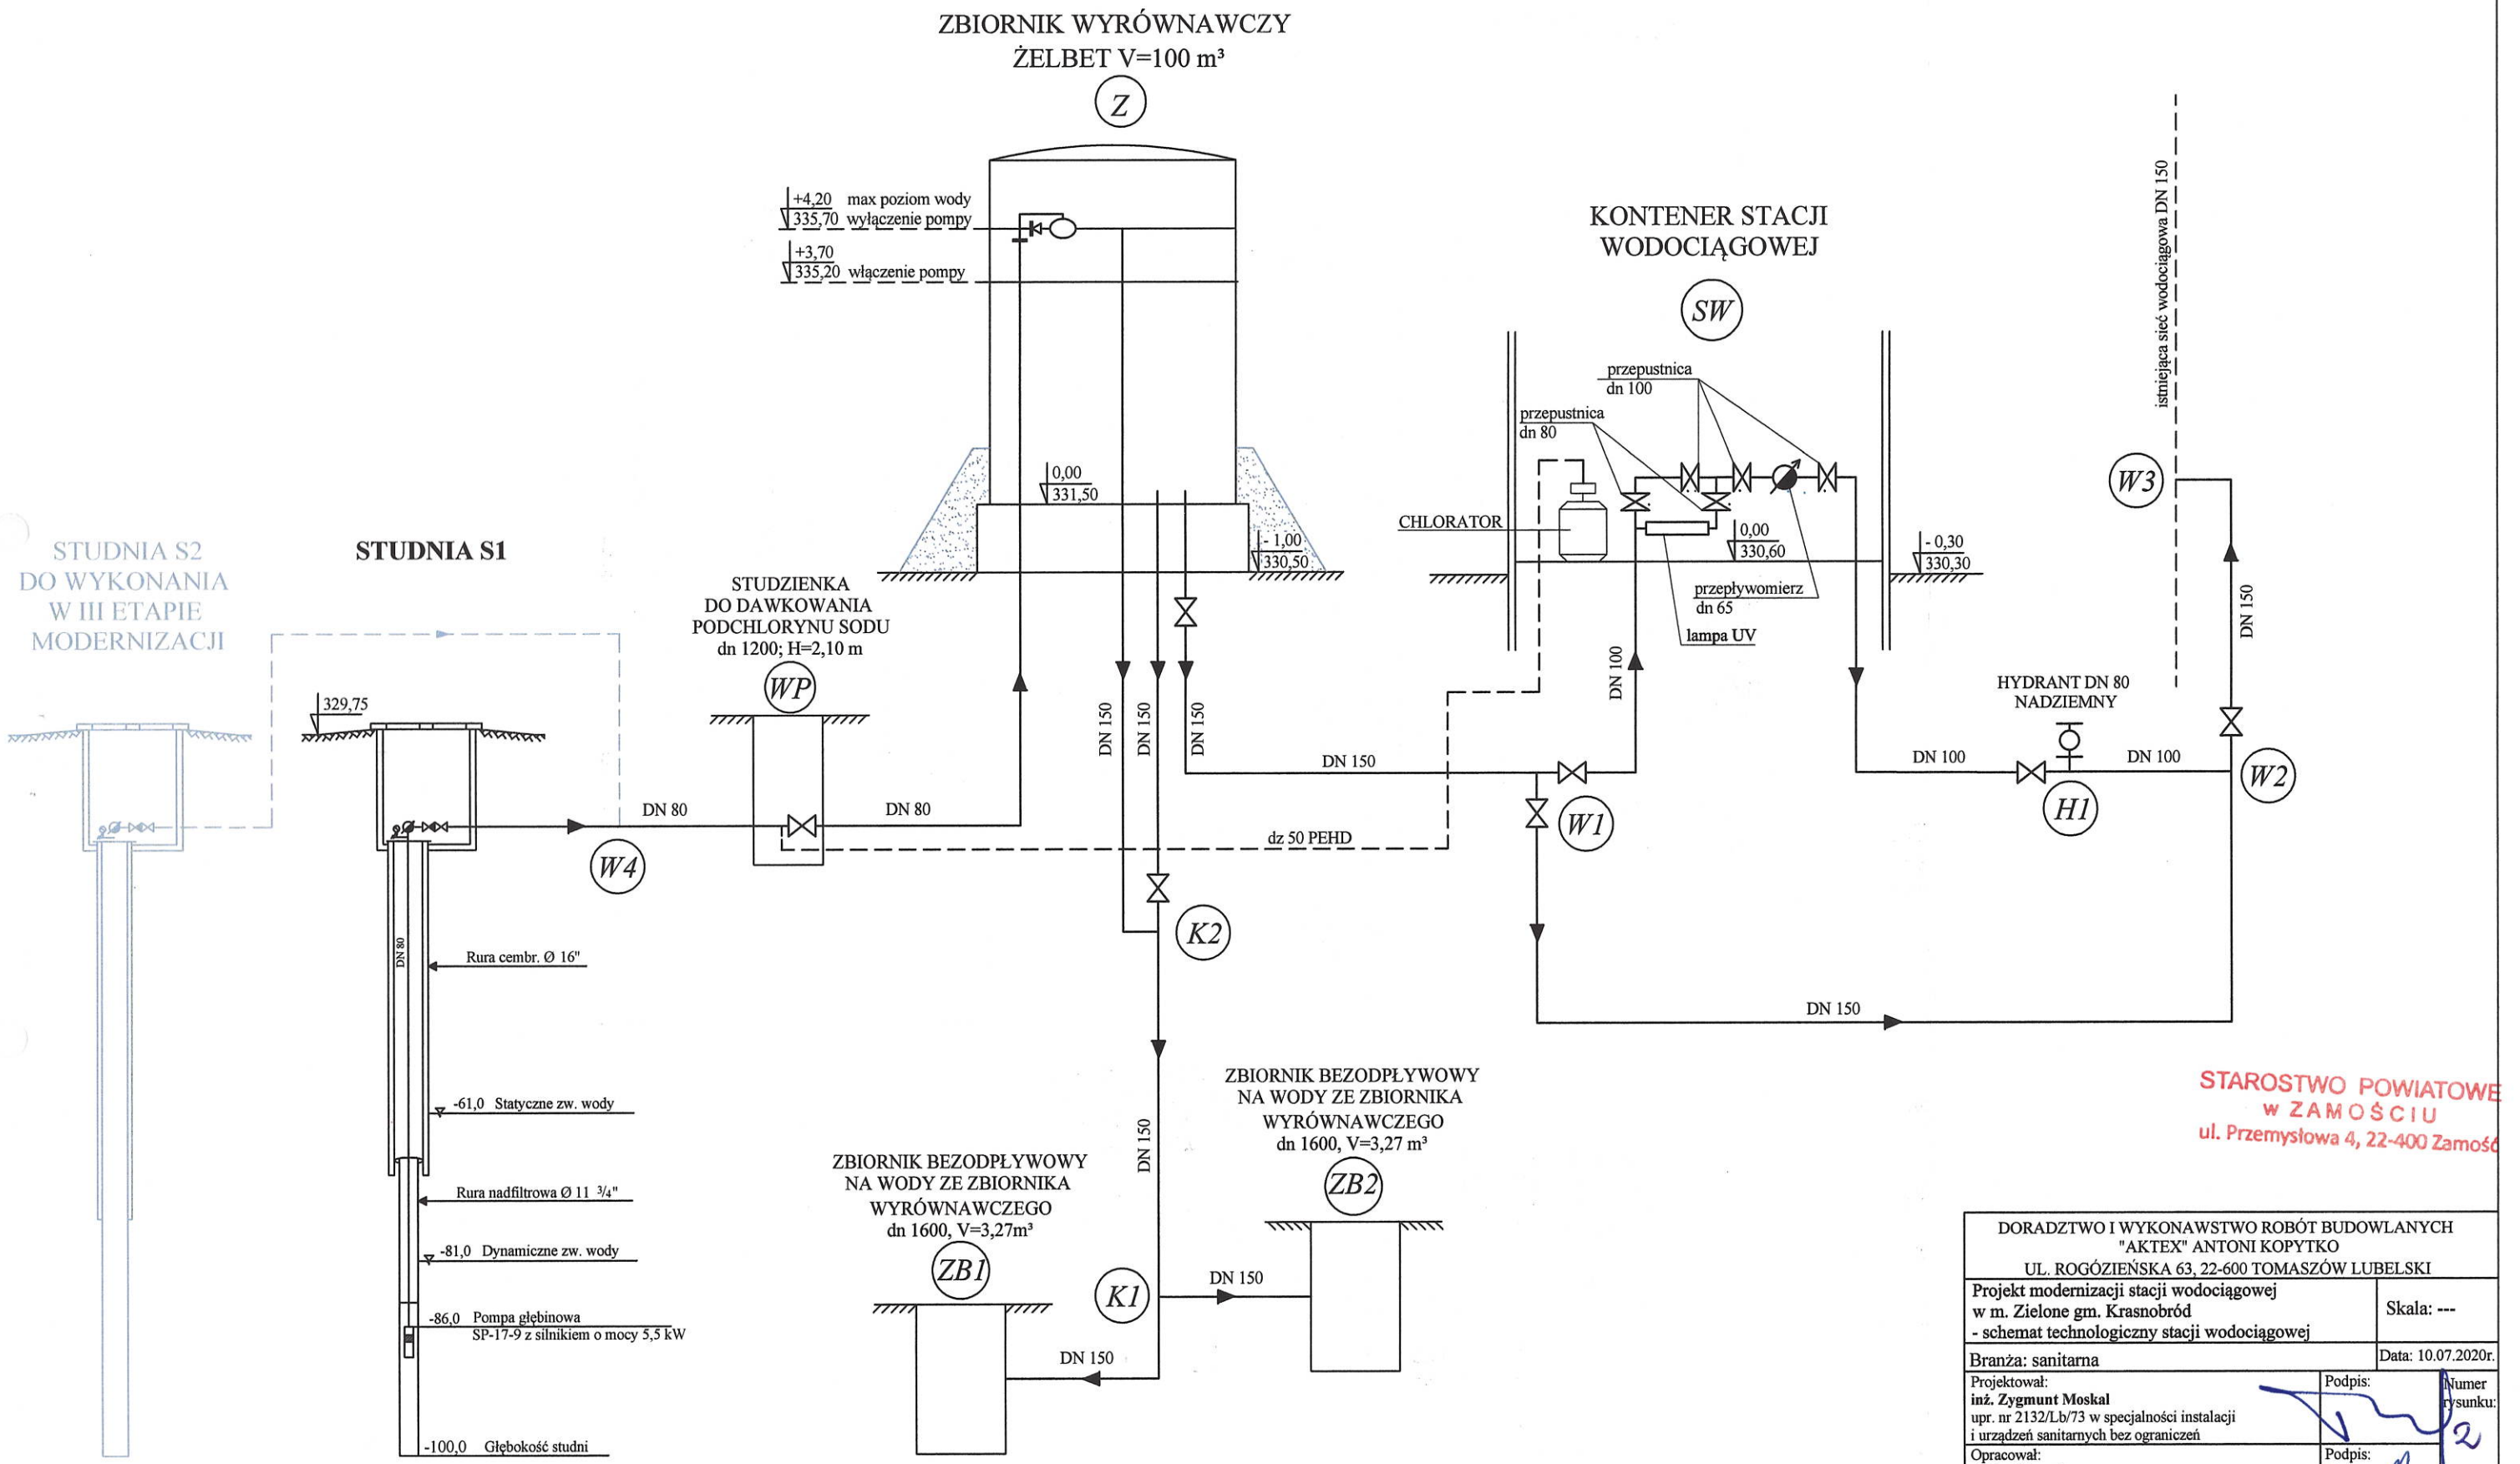 ZBIORNIK WYRÓWNAWCZY
ŻELBET V=100 m³
Z
+4,20 max poziom wody
335,70 wyłączenie pompy
+3,70
335,20 włączenie pompy
0,00
331,50
- 1,00
330,50
KONTENER STACJI
WODOCIĄGOWEJ
SW
przepustnica
dn 100
przepustnica
dn 80
CHLORATOR
0,00
330,60
- 0,30
330,30
przepływomierz
dn 65
lampa UV
istniejąca sieć wodociągowa DN 150
W3
DN 150
STUDNIA S2
DO WYKONANIA
W III ETAPIE
MODERNIZACJI
STUDNIA S1
329,75
STUDZIENKA
DO DAWKOWANIA
PODCHLORYNU SODU
dn 1200; H=2,10 m
WP
DN 80
DN 80
W4
DN 150
DN 150
DN 150
DN 150
DN 100
dz 50 PEHD
W1
HYDRANT DN 80
NADZIEMNY
DN 100
DN 100
H1
W2
K2
DN 150
DN 80
Rura cembr. Ø 16"
-61,0 Statyczne zw. wody
Rura nadfiltrowa Ø 11 3/4"
-81,0 Dynamiczne zw. wody
-86,0 Pompa głębinowa
SP-17-9 z silnikiem o mocy 5,5 kW
-100,0 Głębokość studni
DN 150
ZBIORNIK BEZODPŁYWOWY
NA WODY ZE ZBIORNIKA
WYRÓWNAWCZEGO
dn 1600, V=3,27m³
ZB1
ZBIORNIK BEZODPŁYWOWY
NA WODY ZE ZBIORNIKA
WYRÓWNAWCZEGO
dn 1600, V=3,27 m³
ZB2
K1
DN 150
DN 150
STAROSTWO POWIATOWE
w ZAMOŚCIU
ul. Przemysłowa 4, 22-400 Zamość
DORADZTWO I WYKONAWSTWO ROBÓT BUDOWLANYCH
"AKTEX" ANTONI KOPYTKO
UL. ROGÓZIEŃSKA 63, 22-600 TOMASZÓW LUBELSKI
Projekt modernizacji stacji wodociągowej
w m. Zielone gm. Krasnobród
- schemat technologiczny stacji wodociągowej
Skala: ---
Branża: sanitarna
Data: 10.07.2020r.
Projektował:
inż. Zygmunt Moskal
upr. nr 2132/Lb/73 w specjalności instalacji
i urządzeń sanitarnych bez ograniczeń
Podpis:
Numer
rysunku:
2
Opracował:
Podpis: